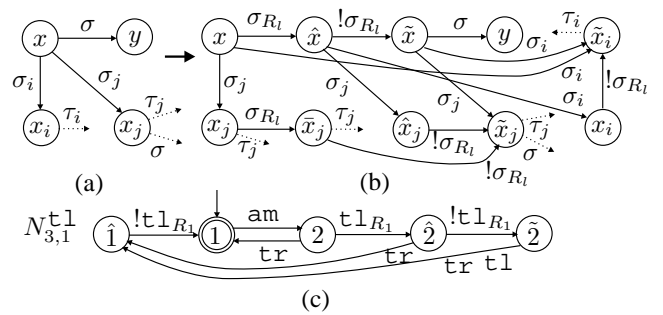 x σ y
σ_i σ_j
x_i τ_i x_j τ_j
σ
(a)
x σ_{R_l} x̂ !σ_{R_l} x̃ σ y σ_i τ_i x̃_i
σ_j σ_j σ_j σ_i σ_i !σ_{R_l}
x_j σ_{R_l} x̄_j τ_j x̂_j !σ_{R_l} x̃_j τ_j x_i
τ_j σ
!σ_{R_l}
(b)
N^{tl}_{3,1} 1̂ !tl_{R_1} 1 am 2 tl_{R_1} 2̂ !tl_{R_1} 2̃
tr tr tr tl
(c)